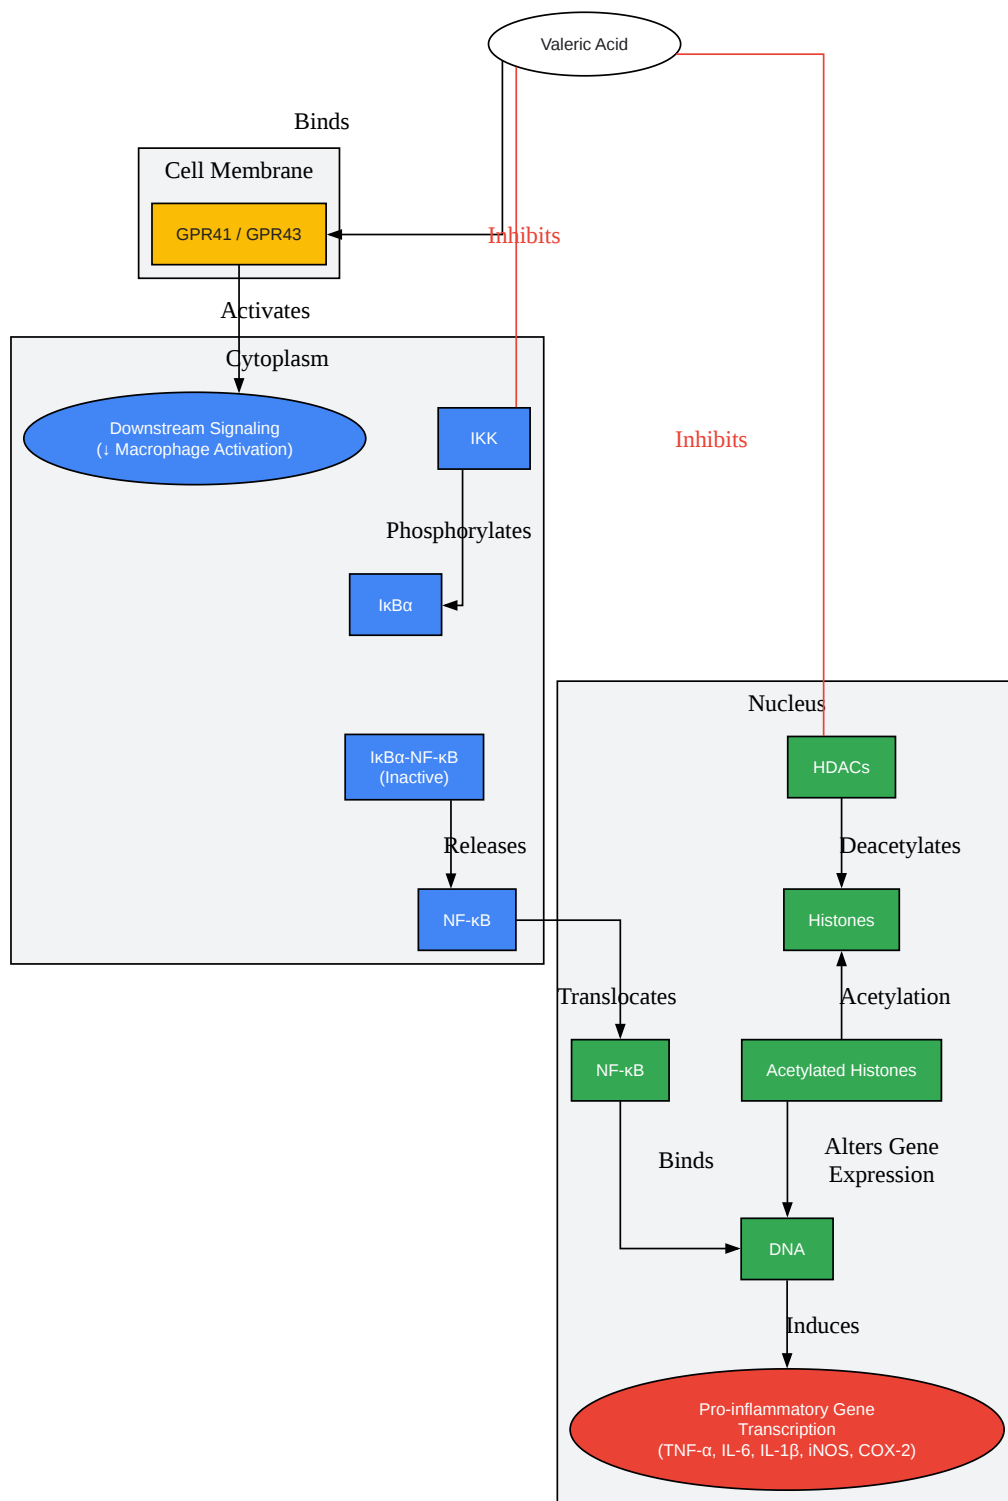 Valeric Acid
Binds
Cell Membrane
GPR41 / GPR43
Inhibits
Activates
Cytoplasm
Downstream Signaling
(↓ Macrophage Activation)
IKK
Inhibits
Phosphorylates
IκBα
Nucleus
IκBα-NF-κB
(Inactive)
HDACs
Releases
Deacetylates
NF-κB
Histones
Translocates
Acetylation
NF-κB
Acetylated Histones
Binds
Alters Gene
Expression
DNA
Induces
Pro-inflammatory Gene
Transcription
(TNF-α, IL-6, IL-1β, iNOS, COX-2)